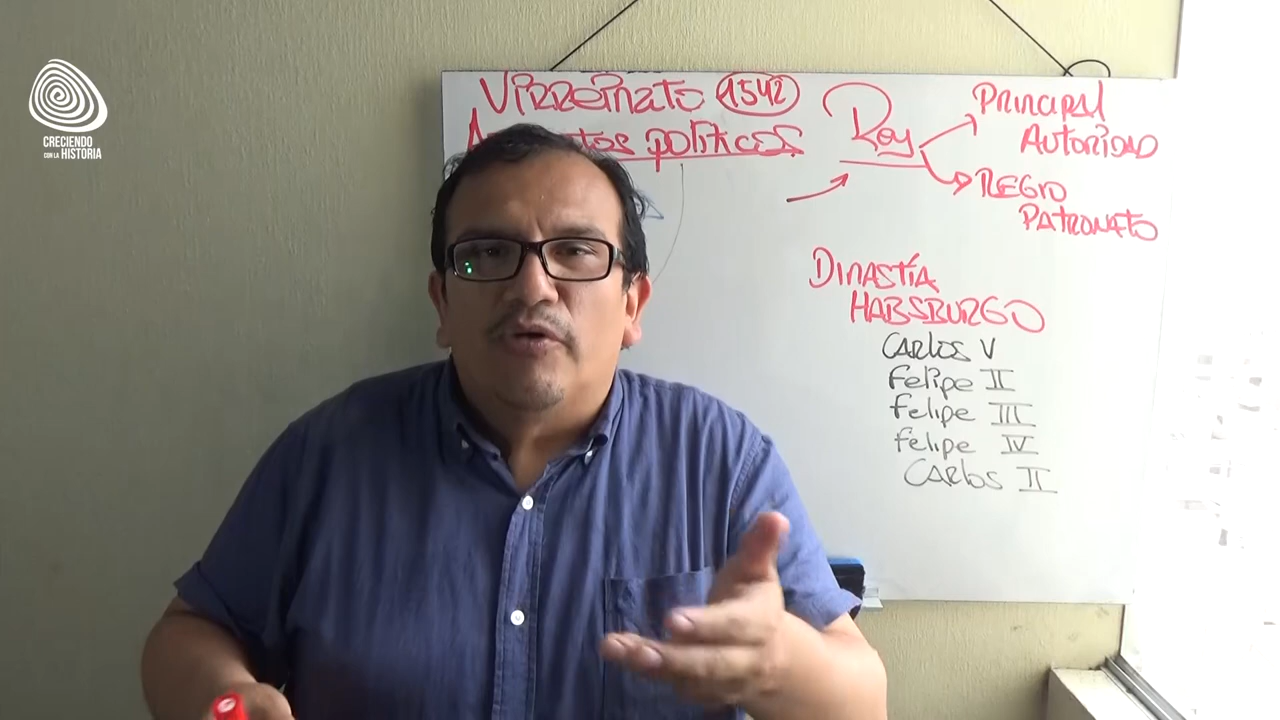 CRECIENDO
CON LA HISTORIA
VIRREINATO 1542
políticos
Rey
PRINCIPAL
AUTORIDAD
REGIO
PATRONATO
DINASTÍA
HABSBURGO
CARLOS V
Felipe II
Felipe III
Felipe IV
CARLOS II